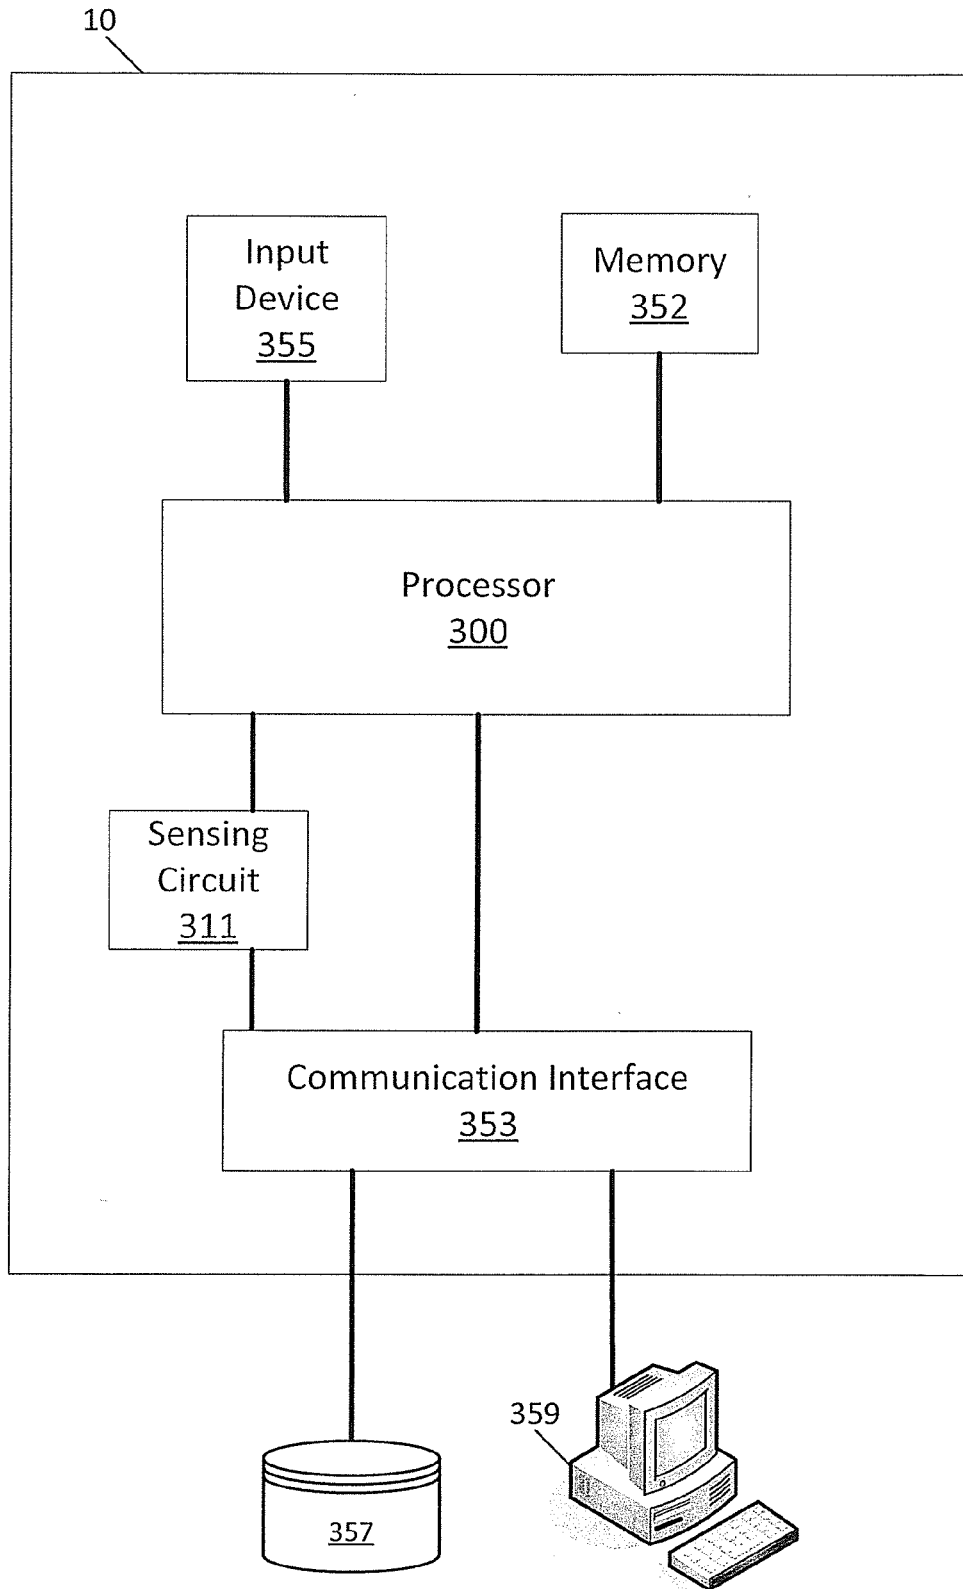 10
Input
Device
355
Memory
352
Processor
300
Sensing
Circuit
311
Communication Interface
353
359
357